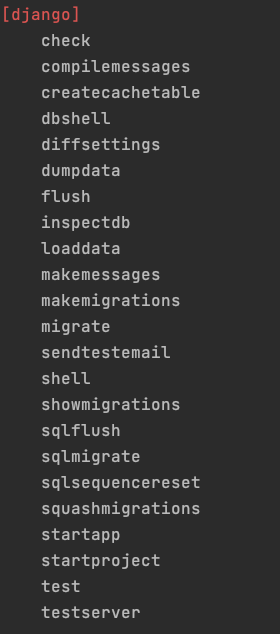 [django]
check
compilemessages
createcachetable
dbshell
diffsettings
dumpdata
flush
inspectdb
loaddata
makemessages
makemigrations
migrate
sendtestemail
shell
showmigrations
sqlflush
sqlmigrate
sqlsequencereset
squashmigrations
startapp
startproject
test
testserver